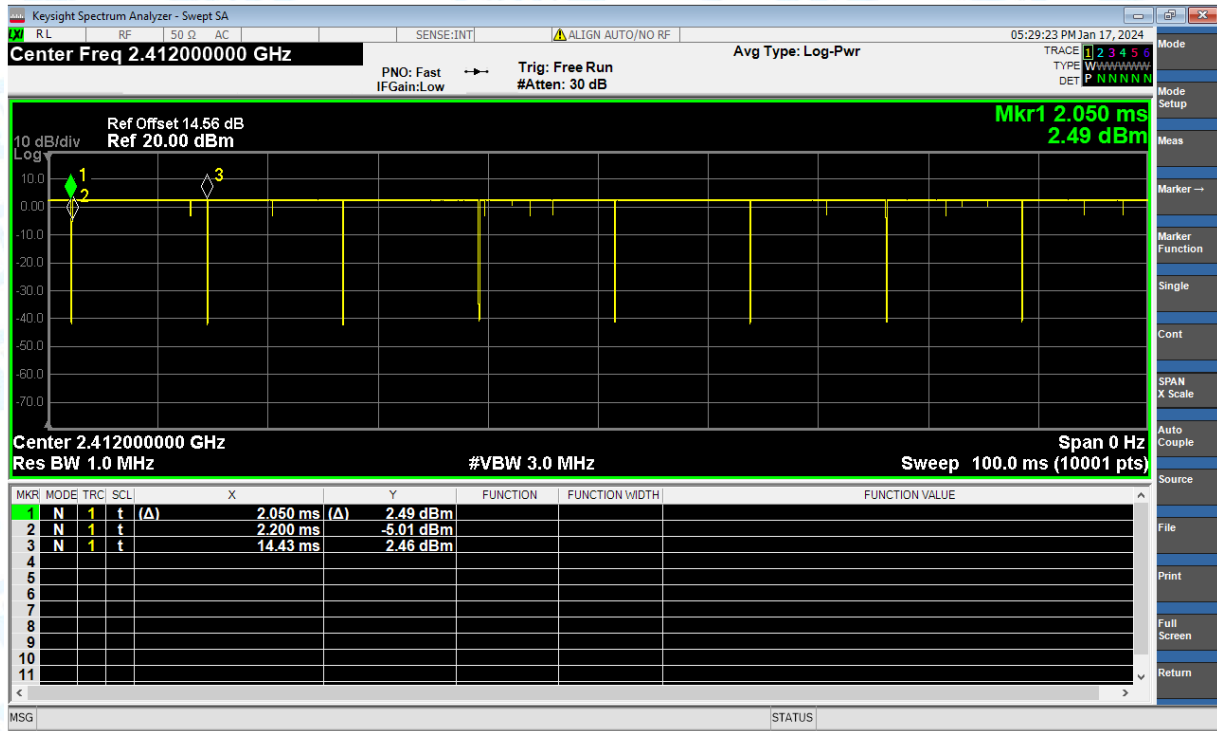 Keysight Spectrum Analyzer - Swept SA
LXI RL RF 50 Ω AC SENSE:INT ALIGN AUTO/NO RF 05:29:23 PM Jan 17, 2024
Center Freq 2.412000000 GHz
PNO: Fast
IFGain:Low
Trig: Free Run
#Atten: 30 dB
Avg Type: Log-Pwr
TRACE 1 2 3 4 5 6
TYPE WWWWWW
DET P NNNNN
Mkr1 2.050 ms
2.49 dBm
Ref Offset 14.56 dB
10 dB/div Ref 20.00 dBm
Log
1
2
3
10.0
0.00
-10.0
-20.0
-30.0
-40.0
-50.0
-60.0
-70.0
Center 2.412000000 GHz Span 0 Hz
Res BW 1.0 MHz #VBW 3.0 MHz Sweep 100.0 ms (10001 pts)
MKR MODE TRC SCL X Y FUNCTION FUNCTION WIDTH FUNCTION VALUE
1 N 1 t (Δ) 2.050 ms (Δ) 2.49 dBm
2 N 1 t 2.200 ms -5.01 dBm
3 N 1 t 14.43 ms 2.46 dBm
4
5
6
7
8
9
10
11
MSG STATUS
Mode
Mode
Setup
Meas
Marker →
Marker
Function
Single
Cont
SPAN
X Scale
Auto
Couple
Source
File
Print
Full
Screen
Return